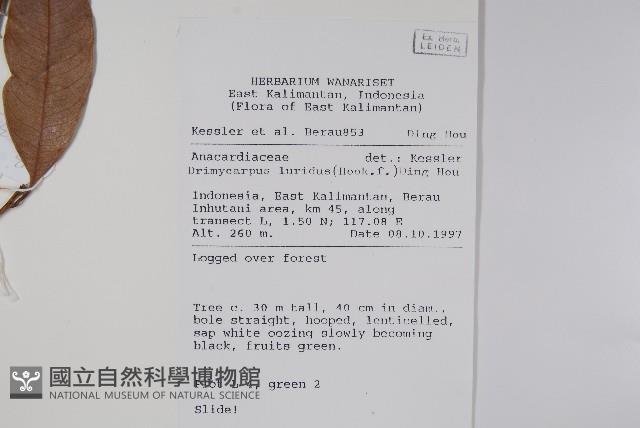 Ex Herb.
LEIDEN
HERBARIUM WANARISET
East Kalimantan, Indonesia
(Flora of East Kalimantan)
Kessler et al. Berau853 Ding Hou
Anacardiaceae det.: Kessler
Drimycarpus luridus(Hook.f.)Ding Hou
Indonesia, East Kalimantan, Berau
Inhutani area, km 45, along
transect L, 1.50 N; 117.08 E
Alt. 260 m. Date 08.10.1997
Logged over forest
Tree c. 30 m tall, 40 cm in diam.,
bole straight, hooped, lenticelled,
sap white oozing slowly becoming
black, fruits green.
green 2
Slide!
國立自然科學博物館
NATIONAL MUSEUM OF NATURAL SCIENCE